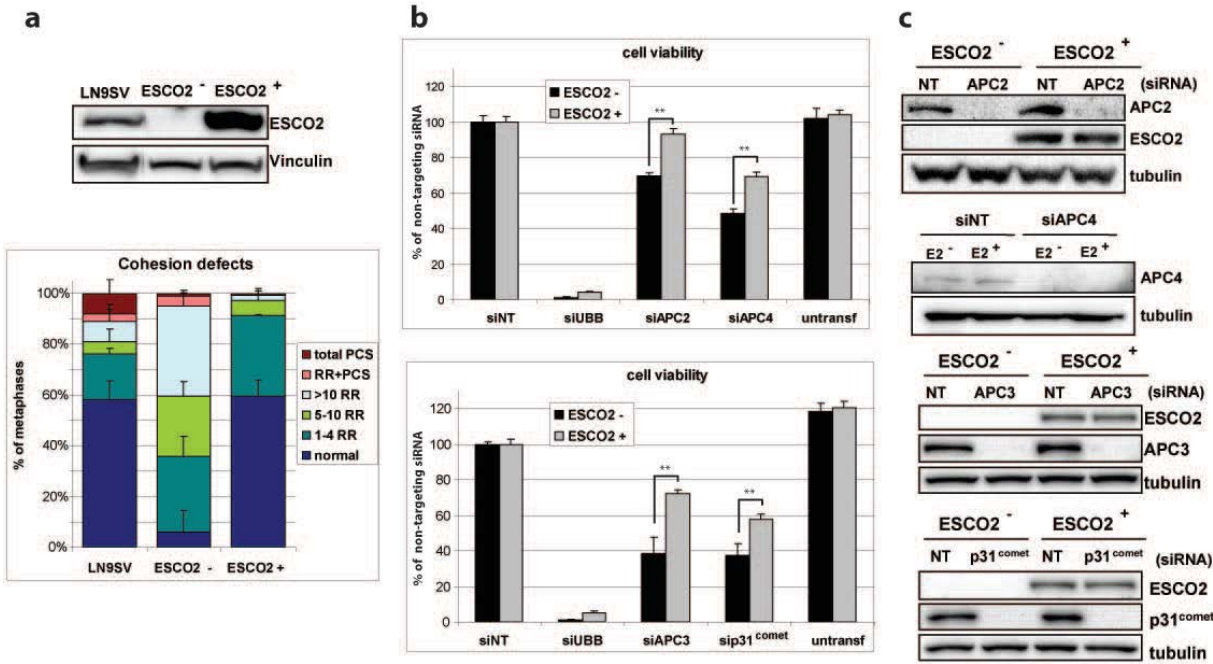 a
LN9SV ESCO2 - ESCO2 +
ESCO2
Vinculin
Cohesion defects
% of metaphases
100%
80%
60%
40%
20%
0%
LN9SV ESCO2 - ESCO2 +
total PCS
RR+PCS
>10 RR
5-10 RR
1-4 RR
normal
b
cell viability
% of non-targeting siRNA
120
100
80
60
40
20
0
ESCO2 -
ESCO2 +
**
**
siNT siUBB siAPC2 siAPC4 untransf
cell viability
% of non-targeting siRNA
120
100
80
60
40
20
0
ESCO2 -
ESCO2 +
**
**
siNT siUBB siAPC3 sip31comet untransf
c
ESCO2 - ESCO2 +
NT APC2 NT APC2 (siRNA)
APC2
ESCO2
tubulin
siNT siAPC4
E2 - E2 + E2 - E2 +
APC4
tubulin
ESCO2 - ESCO2 +
NT APC3 NT APC3 (siRNA)
ESCO2
APC3
tubulin
ESCO2 - ESCO2 +
NT p31comet NT p31comet (siRNA)
ESCO2
p31comet
tubulin